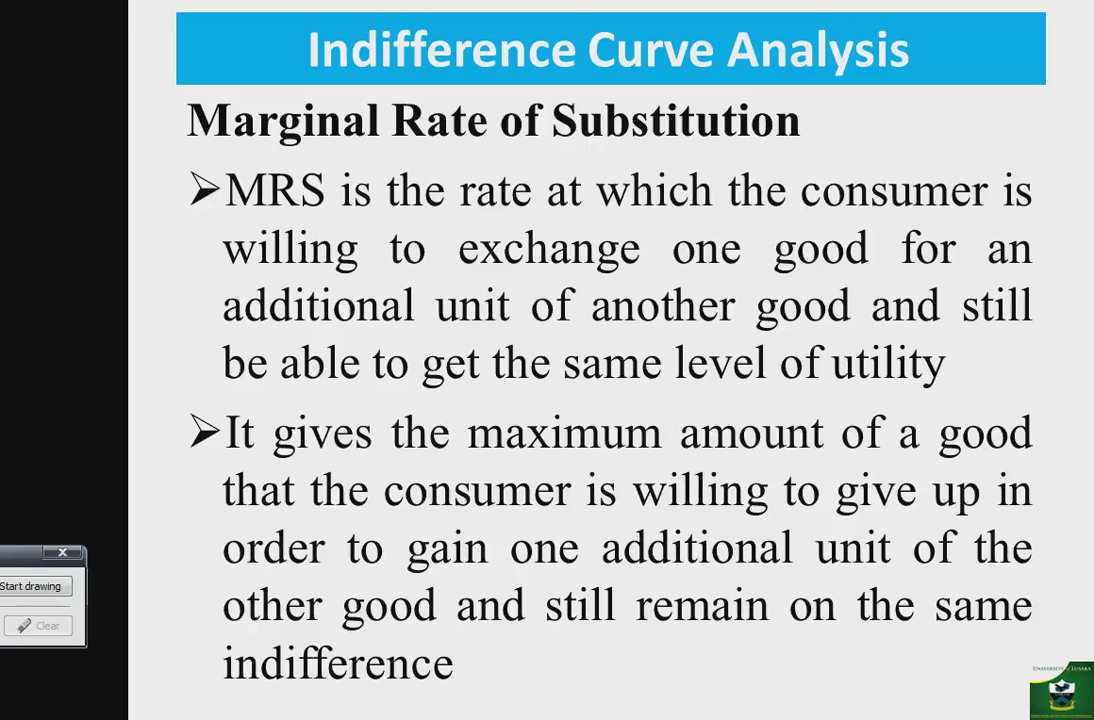 Indifference Curve Analysis
Marginal Rate of Substitution
➢MRS is the rate at which the consumer is
willing to exchange one good for an
additional unit of another good and still
be able to get the same level of utility
➢It gives the maximum amount of a good
that the consumer is willing to give up in
order to gain one additional unit of the
other good and still remain on the same
indifference
x
Start drawing
Clear
UNIVERSITY of LUSAKA